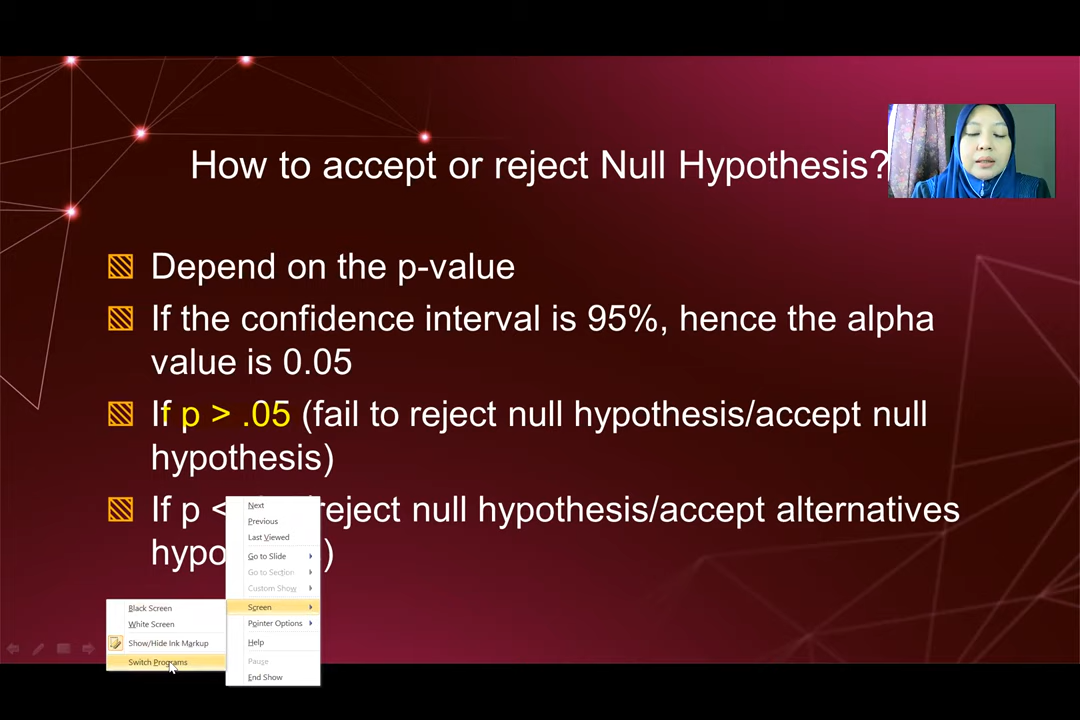 How to accept or reject Null Hypothesis?
Depend on the p-value
If the confidence interval is 95%, hence the alpha
value is 0.05
If p > .05 (fail to reject null hypothesis/accept null
hypothesis)
If p < reject null hypothesis/accept alternatives
hypo )
Next
Previous
Last Viewed
Go to Slide
Go to Section
Custom Show
Screen
Pointer Options
Help
Pause
End Show
Black Screen
White Screen
Show/Hide Ink Markup
Switch Programs